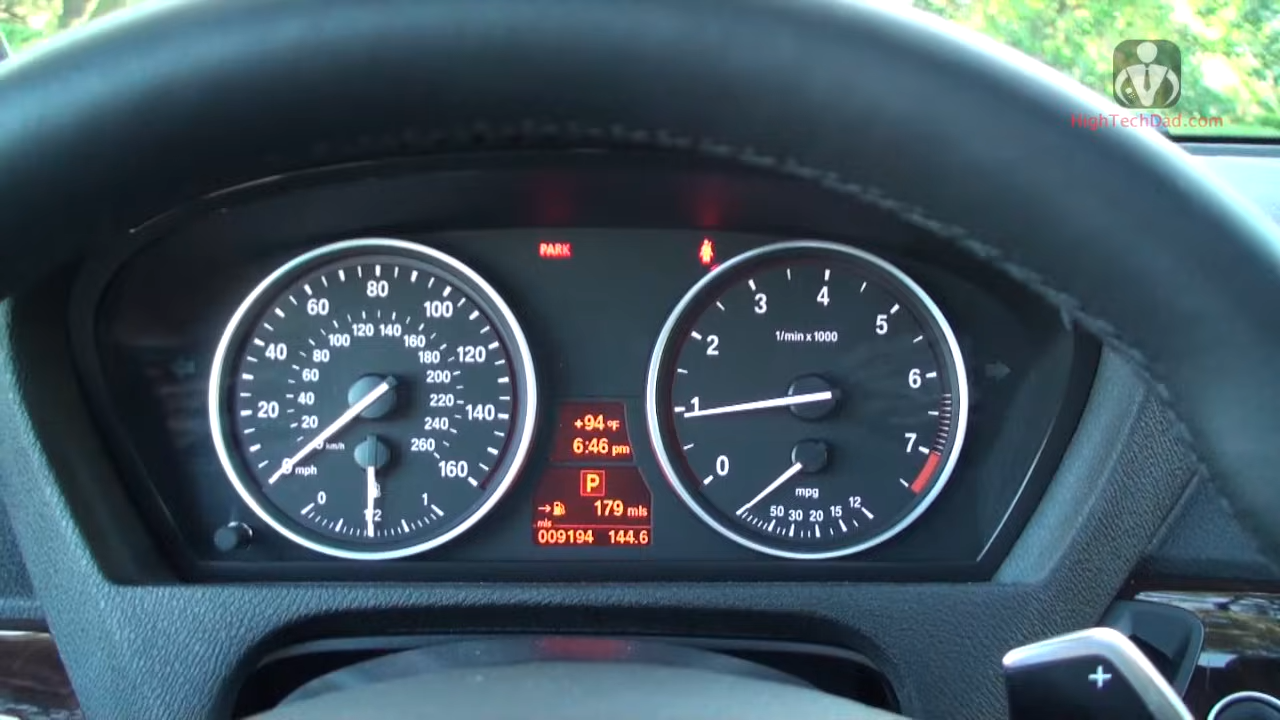 HighTechDad.com
PARK
20 40 60 80 100 120 140 160
20 40 60 80 100 120 140 160 180 200 220 240 260
km/h
0 mph
0 1/2 1
+94 °F
6:46 pm
P
→ 179 mls
mls
009194 144.6
0 1 2 3 4 5 6 7
1/min x 1000
mpg
50 30 20 15 12
+